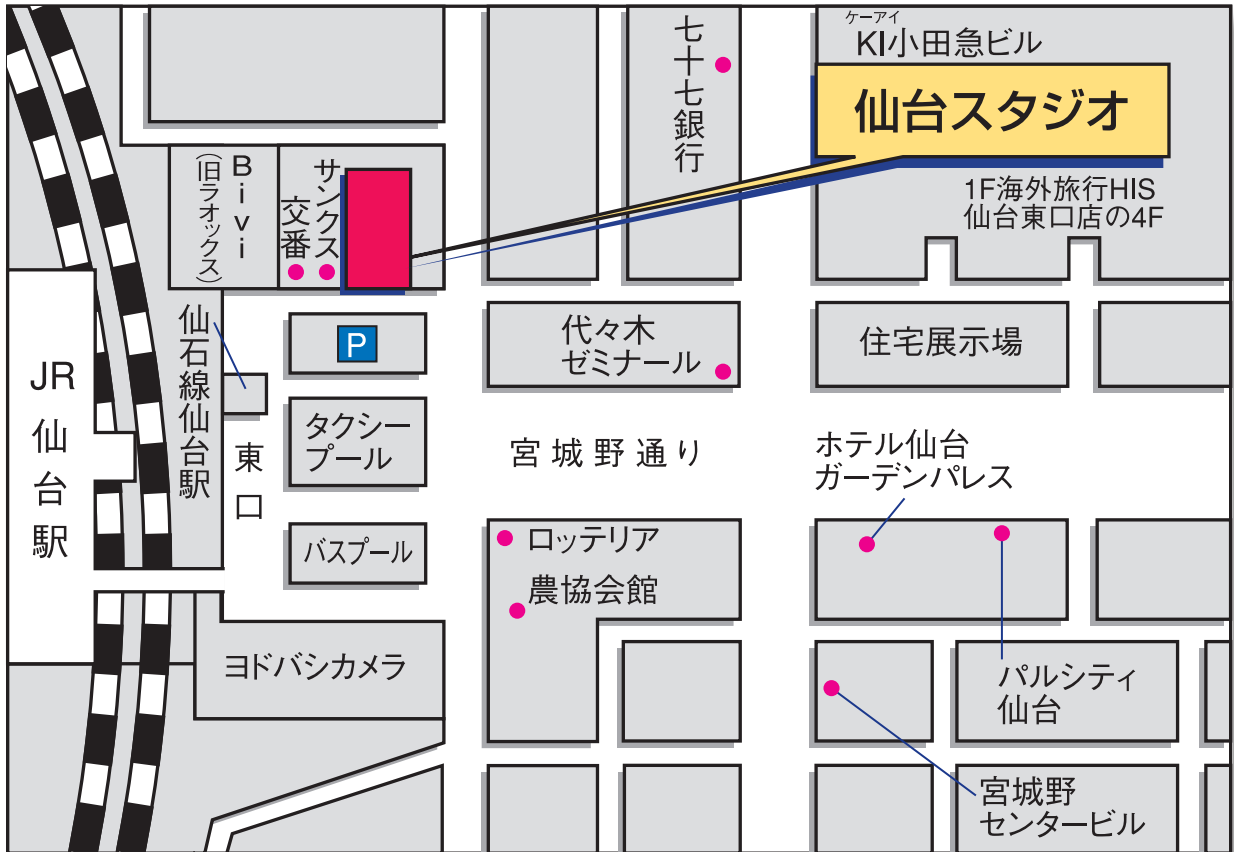 ケーアイ
KI小田急ビル
仙台スタジオ
1F海外旅行HIS
仙台東口店の4F
七十七銀行
Bivi
(旧ラオックス)
交番
サンクス
P
代々木
ゼミナール
住宅展示場
仙石線仙台駅
JR
仙台駅
東口
タクシー
プール
宮城野通り
ホテル仙台
ガーデンパレス
バスプール
ロッテリア
農協会館
ヨドバシカメラ
パルシティ
仙台
宮城野
センタービル